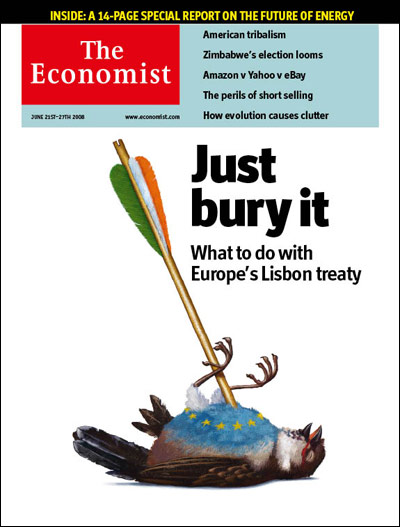 INSIDE: A 14-PAGE SPECIAL REPORT ON THE FUTURE OF ENERGY
The
Economist
JUNE 21ST–27TH 2008 www.economist.com
American tribalism
Zimbabwe's election looms
Amazon v Yahoo v eBay
The perils of short selling
How evolution causes clutter
Just
bury it
What to do with
Europe's Lisbon treaty